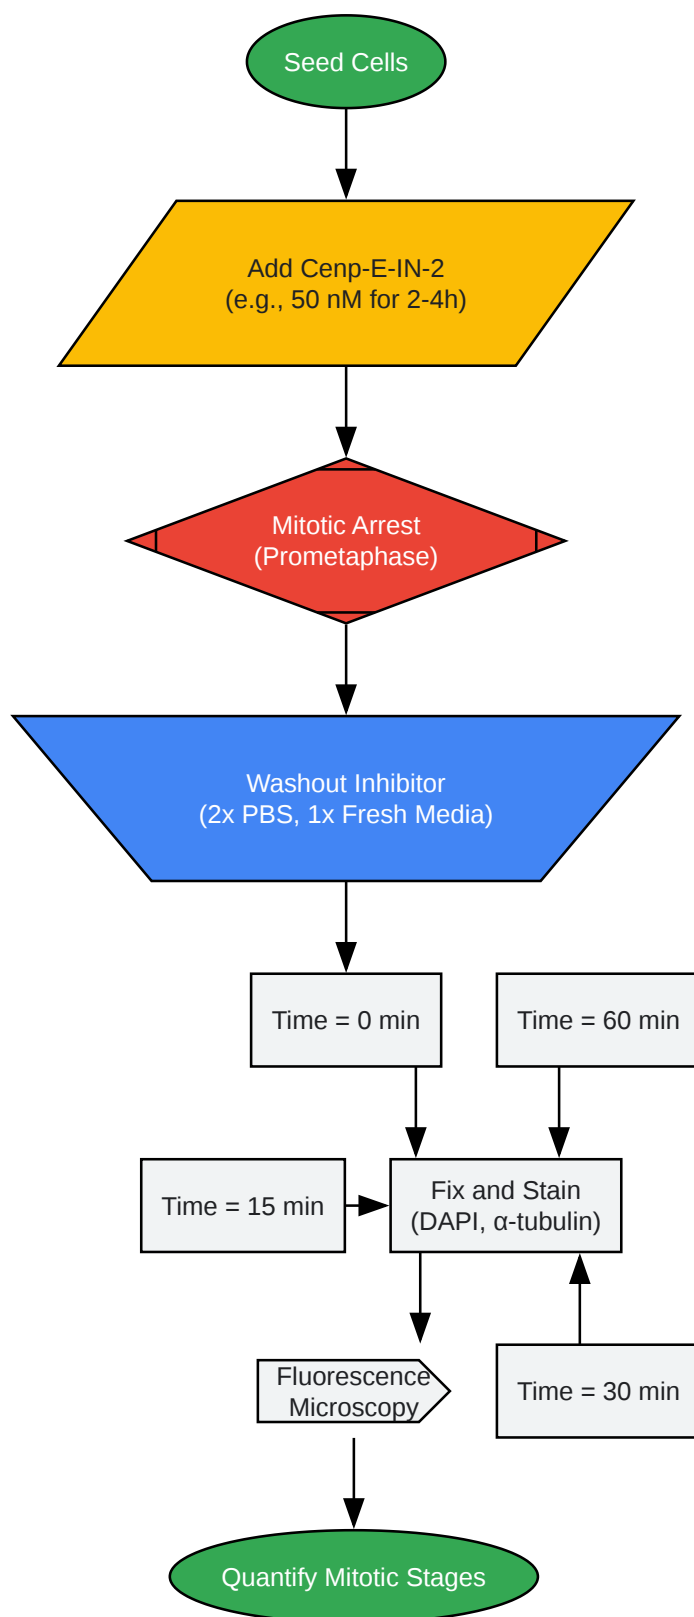 Seed Cells
Add Cenp-E-IN-2
(e.g., 50 nM for 2-4h)
Mitotic Arrest
(Prometaphase)
Washout Inhibitor
(2x PBS, 1x Fresh Media)
Time = 0 min
Time = 60 min
Time = 15 min
Fix and Stain
(DAPI, α-tubulin)
Fluorescence
Microscopy
Time = 30 min
Quantify Mitotic Stages